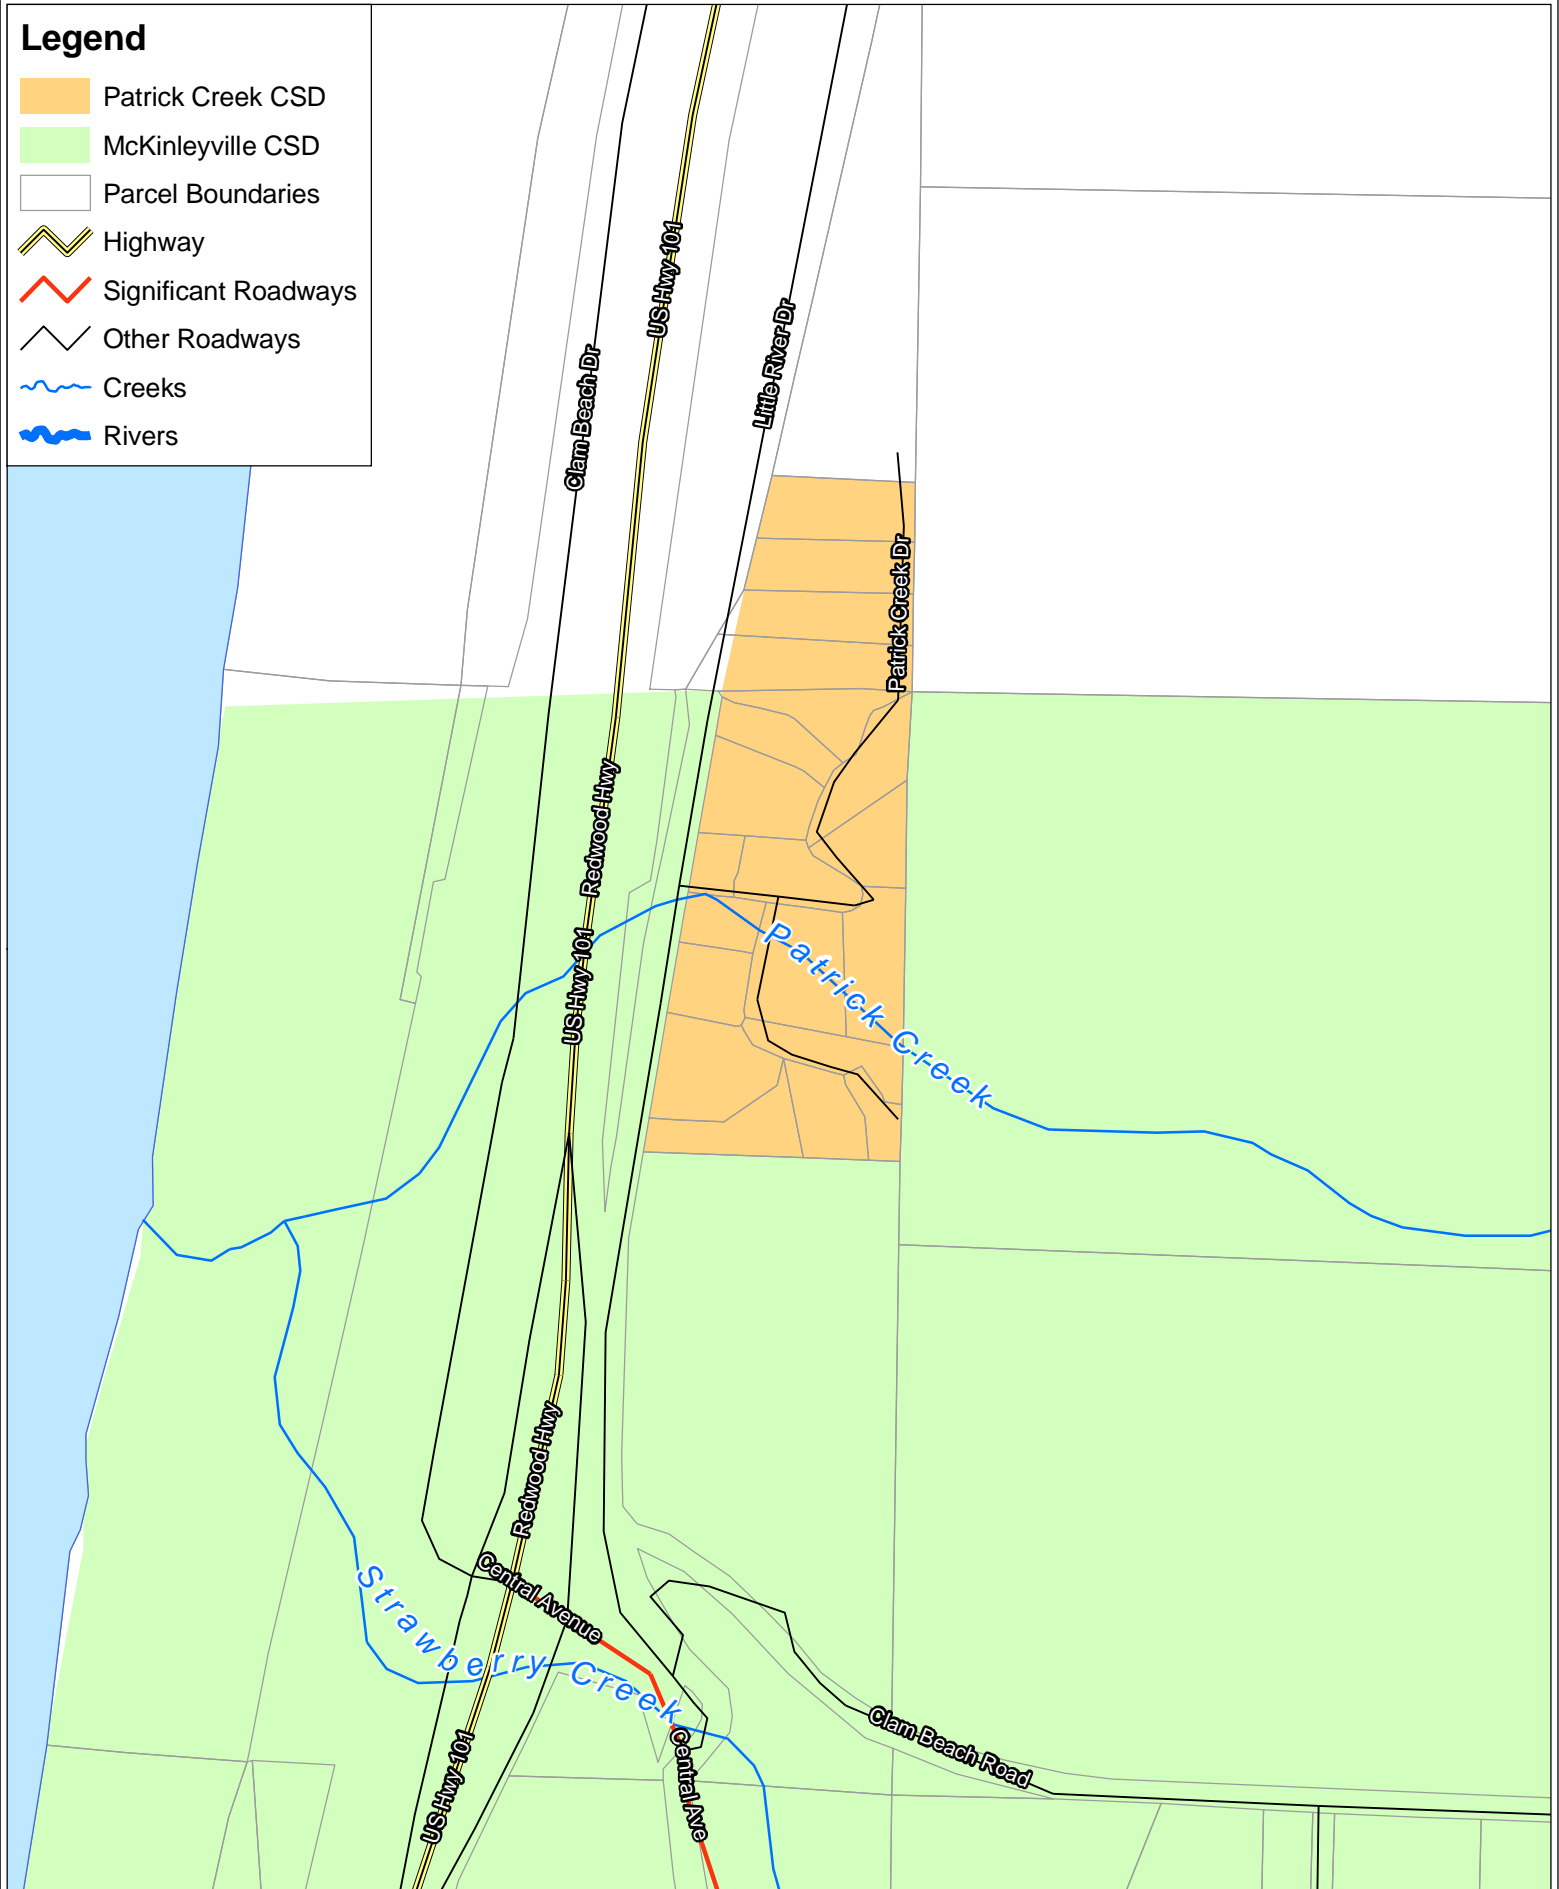 Legend
Patrick Creek CSD
McKinleyville CSD
Parcel Boundaries
Highway
Significant Roadways
Other Roadways
Creeks
Rivers
US Hwy 101
Clam Beach Dr
Little River Dr
Patrick Creek Dr
Redwood Hwy
US Hwy 101
Patrick Creek
Redwood Hwy
Central Avenue
Strawberry Creek
Clam Beach Road
US Hwy 101
Central Ave